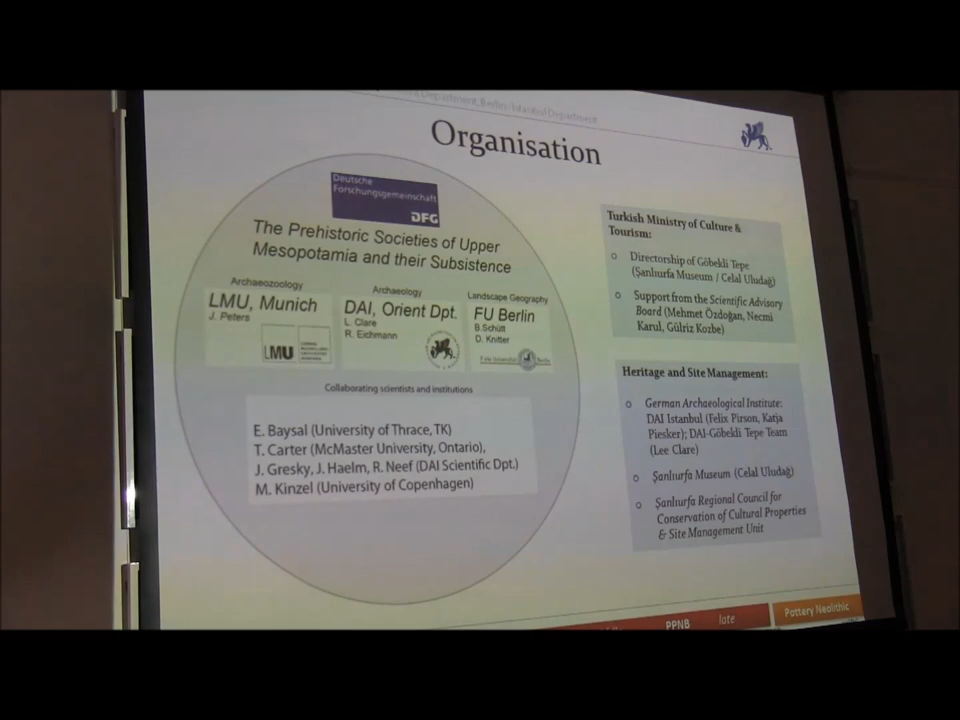 Department, Berlin / Istanbul Department
Organisation
Deutsche
Forschungsgemeinschaft
DFG
The Prehistoric Societies of Upper
Mesopotamia and their Subsistence
Archaeozoology
LMU, Munich
J. Peters
LMU
Archaeology
DAI, Orient Dpt.
L. Clare
R. Eichmann
Landscape Geography
FU Berlin
B.Schütt
D. Knitter
Freie Universität Berlin
Collaborating scientists and institutions
E. Baysal (University of Thrace, TK)
T. Carter (McMaster University, Ontario),
J. Gresky, J. Haelm, R. Neef (DAI Scientific Dpt.)
M. Kinzel (University of Copenhagen)
Turkish Ministry of Culture &
Tourism:
o Directorship of Göbekli Tepe
(Şanlıurfa Museum / Celal Uludağ)
o Support from the Scientific Advisory
Board (Mehmet Özdoğan, Necmi
Karul, Gülriz Kozbe)
Heritage and Site Management:
o German Archaeological Institute:
DAI Istanbul (Felix Pirson, Katja
Piesker); DAI-Göbekli Tepe Team
(Lee Clare)
o Şanlıurfa Museum (Celal Uludağ)
o Şanlıurfa Regional Council for
Conservation of Cultural Properties
& Site Management Unit
PPNB late
Pottery Neolithic